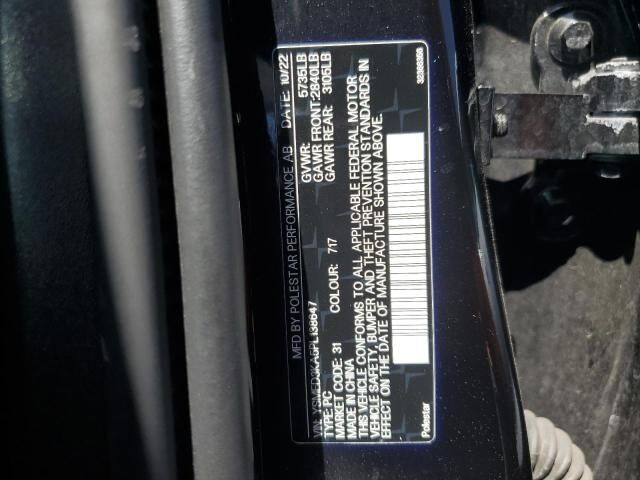 MFD BY POLESTAR PERFORMANCE AB DATE: 10/22
GVWR: 5735LB
GAWR FRONT: 2840LB
GAWR REAR: 3105LB
VIN: YSMED3KA5PL138647
TYPE: PC
MARKET CODE: 31 COLOUR: 717
MADE IN CHINA
THIS VEHICLE CONFORMS TO ALL APPLICABLE FEDERAL MOTOR
VEHICLE SAFETY, BUMPER AND THEFT PREVENTION STANDARDS IN
EFFECT ON THE DATE OF MANUFACTURE SHOWN ABOVE.
Polestar